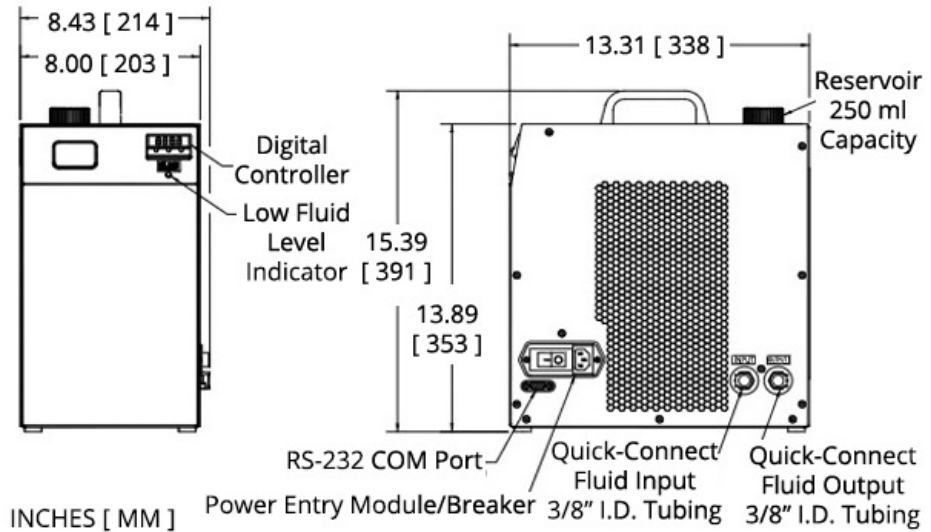 8.43 [ 214 ]
8.00 [ 203 ]
13.31 [ 338 ]
Reservoir
250 ml
Capacity
Digital
Controller
Low Fluid
Level
Indicator
15.39
[ 391 ]
13.89
[ 353 ]
INPUT
OUTPUT
RS-232 COM Port
Power Entry Module/Breaker
Quick-Connect
Fluid Input
3/8” I.D. Tubing
Quick-Connect
Fluid Output
3/8” I.D. Tubing
INCHES [ MM ]